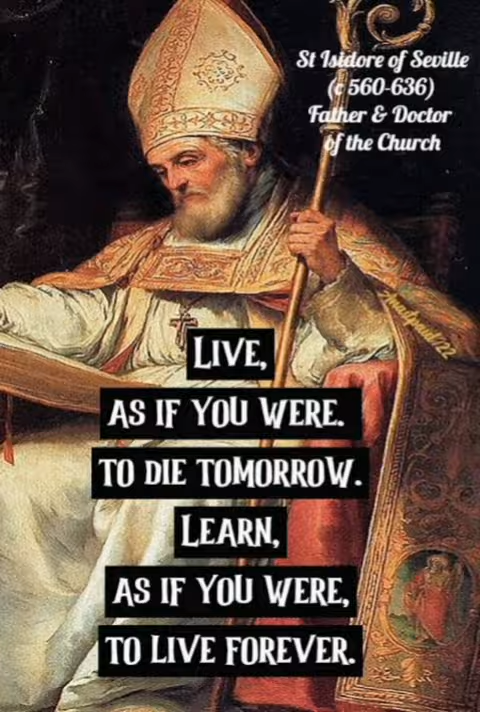 St Isidore of Seville
(c 560-636)
Father & Doctor
of the Church
LIVE,
AS IF YOU WERE.
TO DIE TOMORROW.
LEARN,
AS IF YOU WERE,
TO LIVE FOREVER.